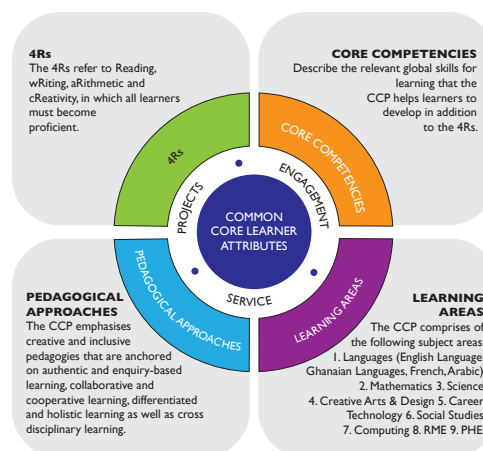 4Rs
The 4Rs refer to Reading,
wRiting, aRithmetic and
cReativity, in which all learners
must become
proficient.
CORE COMPETENCIES
Describe the relevant global skills for
learning that the
CCP helps learners to
develop in addition
to the 4Rs.
4Rs
CORE COMPETENCIES
PROJECTS
ENGAGEMENT
COMMON
CORE LEARNER
ATTRIBUTES
SERVICE
PEDAGOGICAL APPROACHES
LEARNING AREAS
PEDAGOGICAL
APPROACHES
The CCP emphasises
creative and inclusive
pedagogies that are anchored
on authentic and enquiry-based
learning, collaborative and
cooperative learning, differentiated
and holistic learning as well as cross
disciplinary learning.
LEARNING
AREAS
The CCP comprises of
the following subject areas
1. Languages (English Language
Ghanaian Languages, French, Arabic)
2. Mathematics 3. Science
4. Creative Arts & Design 5. Career
Technology 6. Social Studies
7. Computing 8. RME 9. PHE